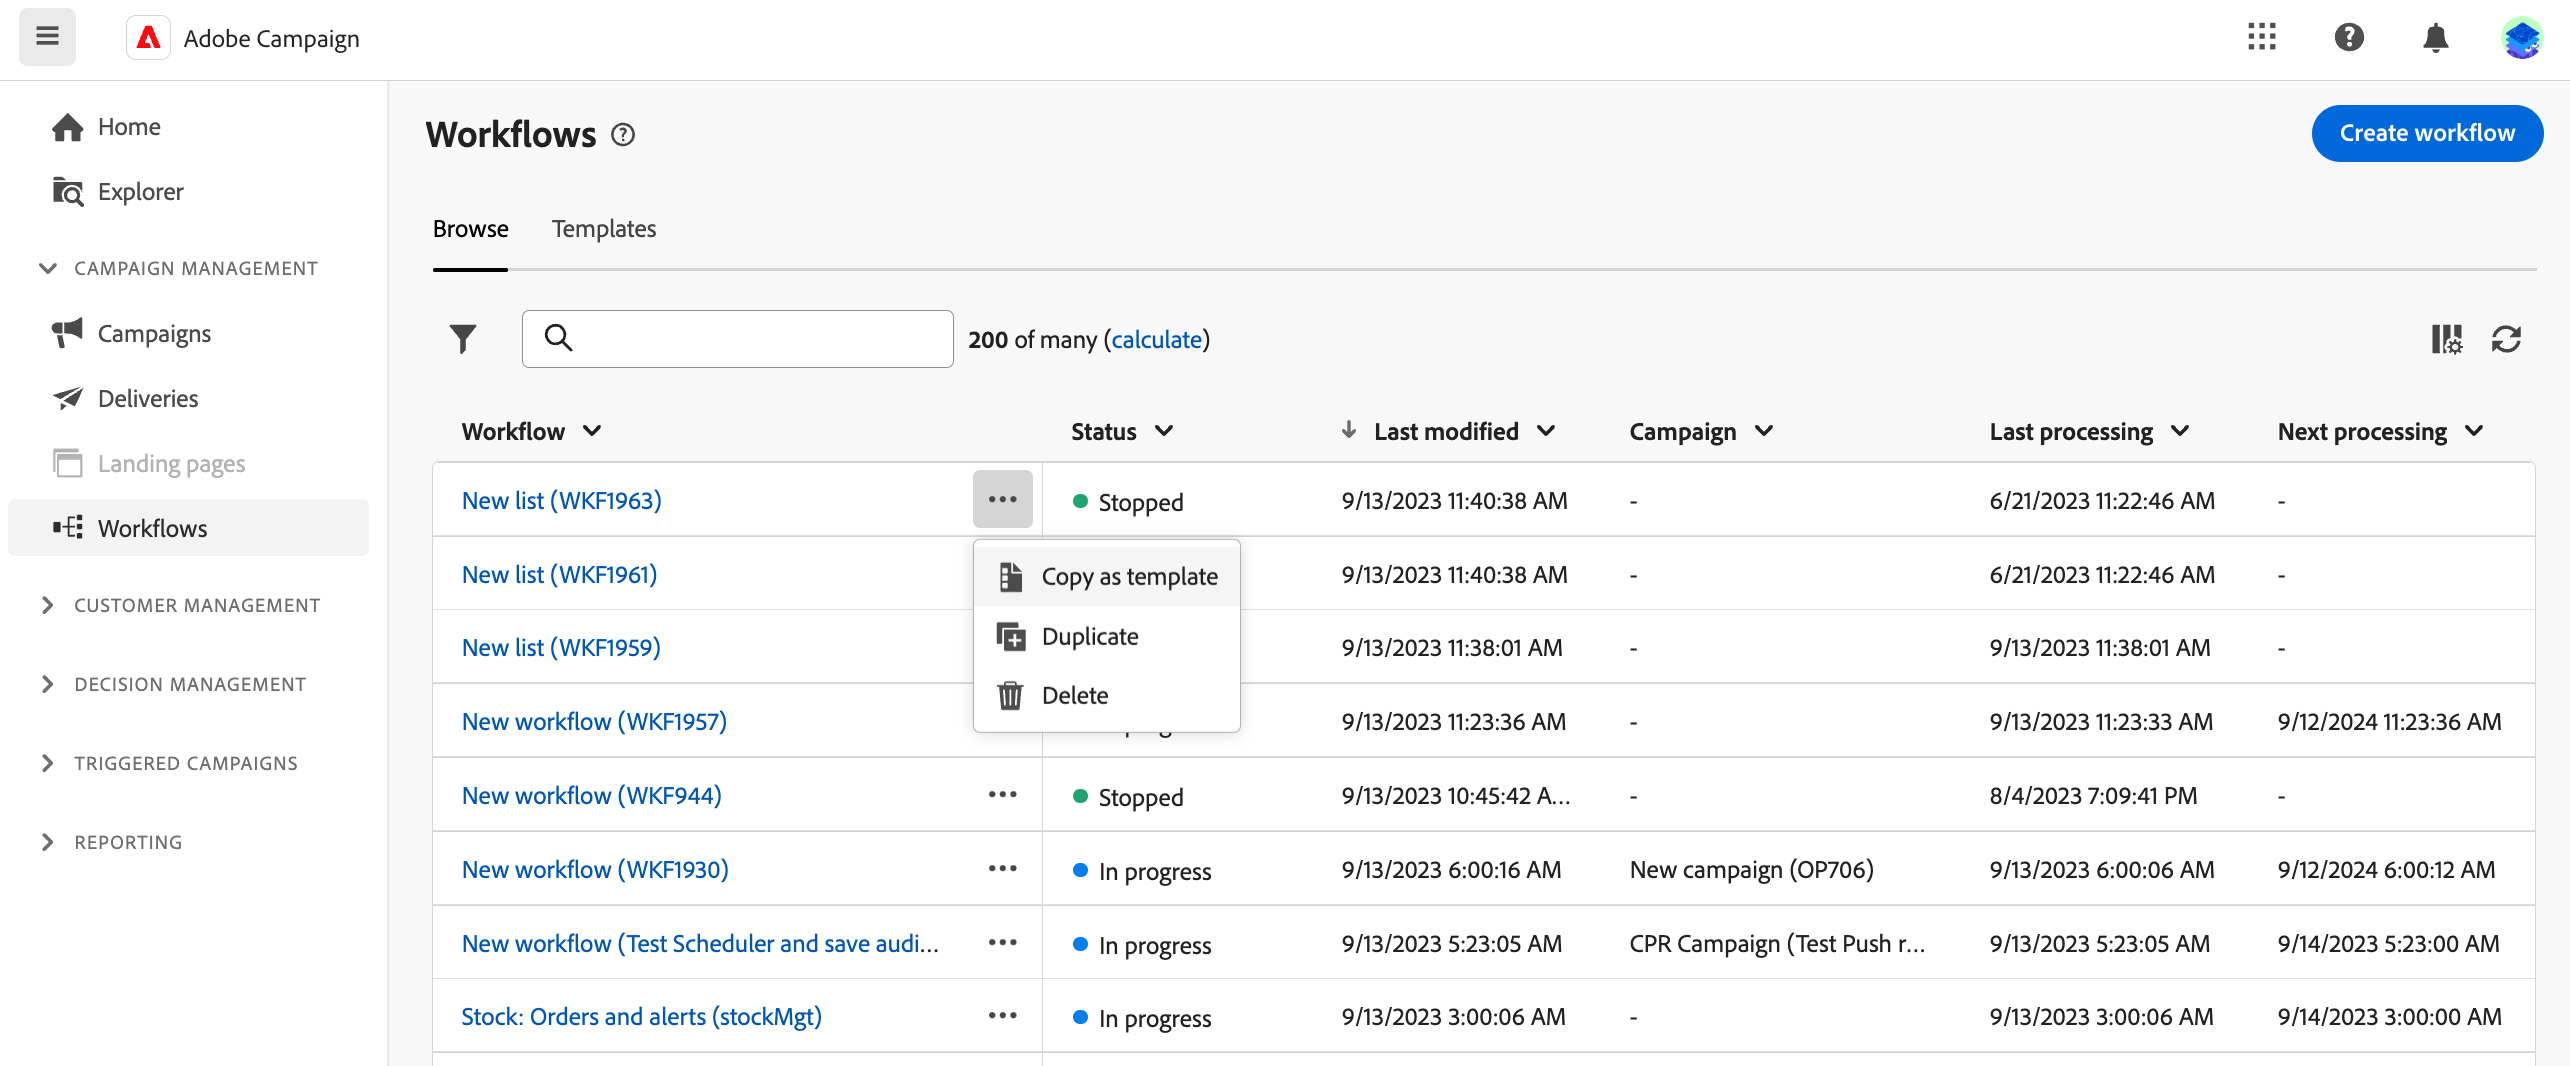 Adobe Campaign
Home
Explorer
CAMPAIGN MANAGEMENT
Campaigns
Deliveries
Landing pages
Workflows
CUSTOMER MANAGEMENT
DECISION MANAGEMENT
TRIGGERED CAMPAIGNS
REPORTING
Workflows
Create workflow
Browse Templates
200 of many (calculate)
Workflow Status Last modified Campaign Last processing Next processing
New list (WKF1963) Stopped 9/13/2023 11:40:38 AM - 6/21/2023 11:22:46 AM -
New list (WKF1961) 9/13/2023 11:40:38 AM - 6/21/2023 11:22:46 AM -
New list (WKF1959) 9/13/2023 11:38:01 AM - 9/13/2023 11:38:01 AM -
New workflow (WKF1957) 9/13/2023 11:23:36 AM - 9/13/2023 11:23:33 AM 9/12/2024 11:23:36 AM
Copy as template
Duplicate
Delete
New workflow (WKF944) Stopped 9/13/2023 10:45:42 A... - 8/4/2023 7:09:41 PM -
New workflow (WKF1930) In progress 9/13/2023 6:00:16 AM New campaign (OP706) 9/13/2023 6:00:06 AM 9/12/2024 6:00:12 AM
New workflow (Test Scheduler and save audi... In progress 9/13/2023 5:23:05 AM CPR Campaign (Test Push r... 9/13/2023 5:23:05 AM 9/14/2023 5:23:00 AM
Stock: Orders and alerts (stockMgt) In progress 9/13/2023 3:00:06 AM - 9/13/2023 3:00:06 AM 9/14/2023 3:00:00 AM